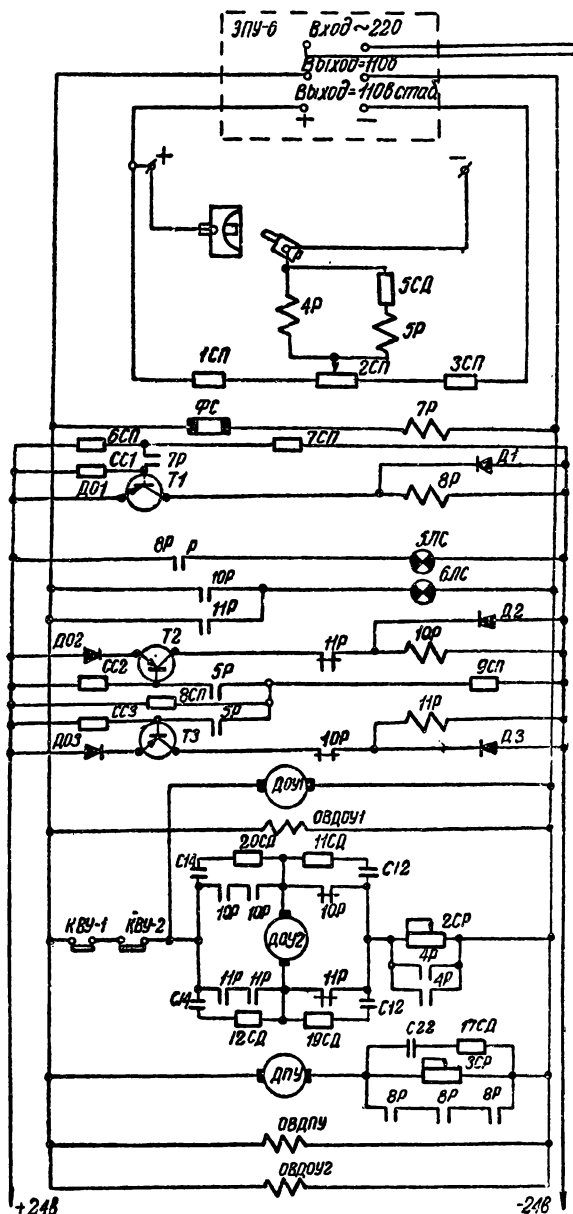 ЭПУ-6 Вход ~220
Выход=110в
Выход=110в стаб
+ -
+ -
Р
5СД
4Р
5Р
1СП 2СП 3СП
ФС 7Р
6СП 7СП
СС1 7Р Д1
ДО1 Т1 8Р
8Р Р 5ЛС
10Р 6ЛС
11Р
Д2
ДО2 Т2 11Р 10Р
СС2 5Р 9СП
8СП
СС3 5Р 11Р
ДО3 Т3 10Р Д3
ДОУ1
ОВДОУ1
20СД 11СД
С14 С12
10Р 10Р 10Р
КВУ-1 КВУ-2 ДОУ2 2СР
4Р
4Р
11Р 11Р 11Р
С14 С12
12СД 19СД
С22 17СД
ДПУ 3СР
8Р 8Р 8Р
ОВДПУ
ОВДОУ2
+24в -24в